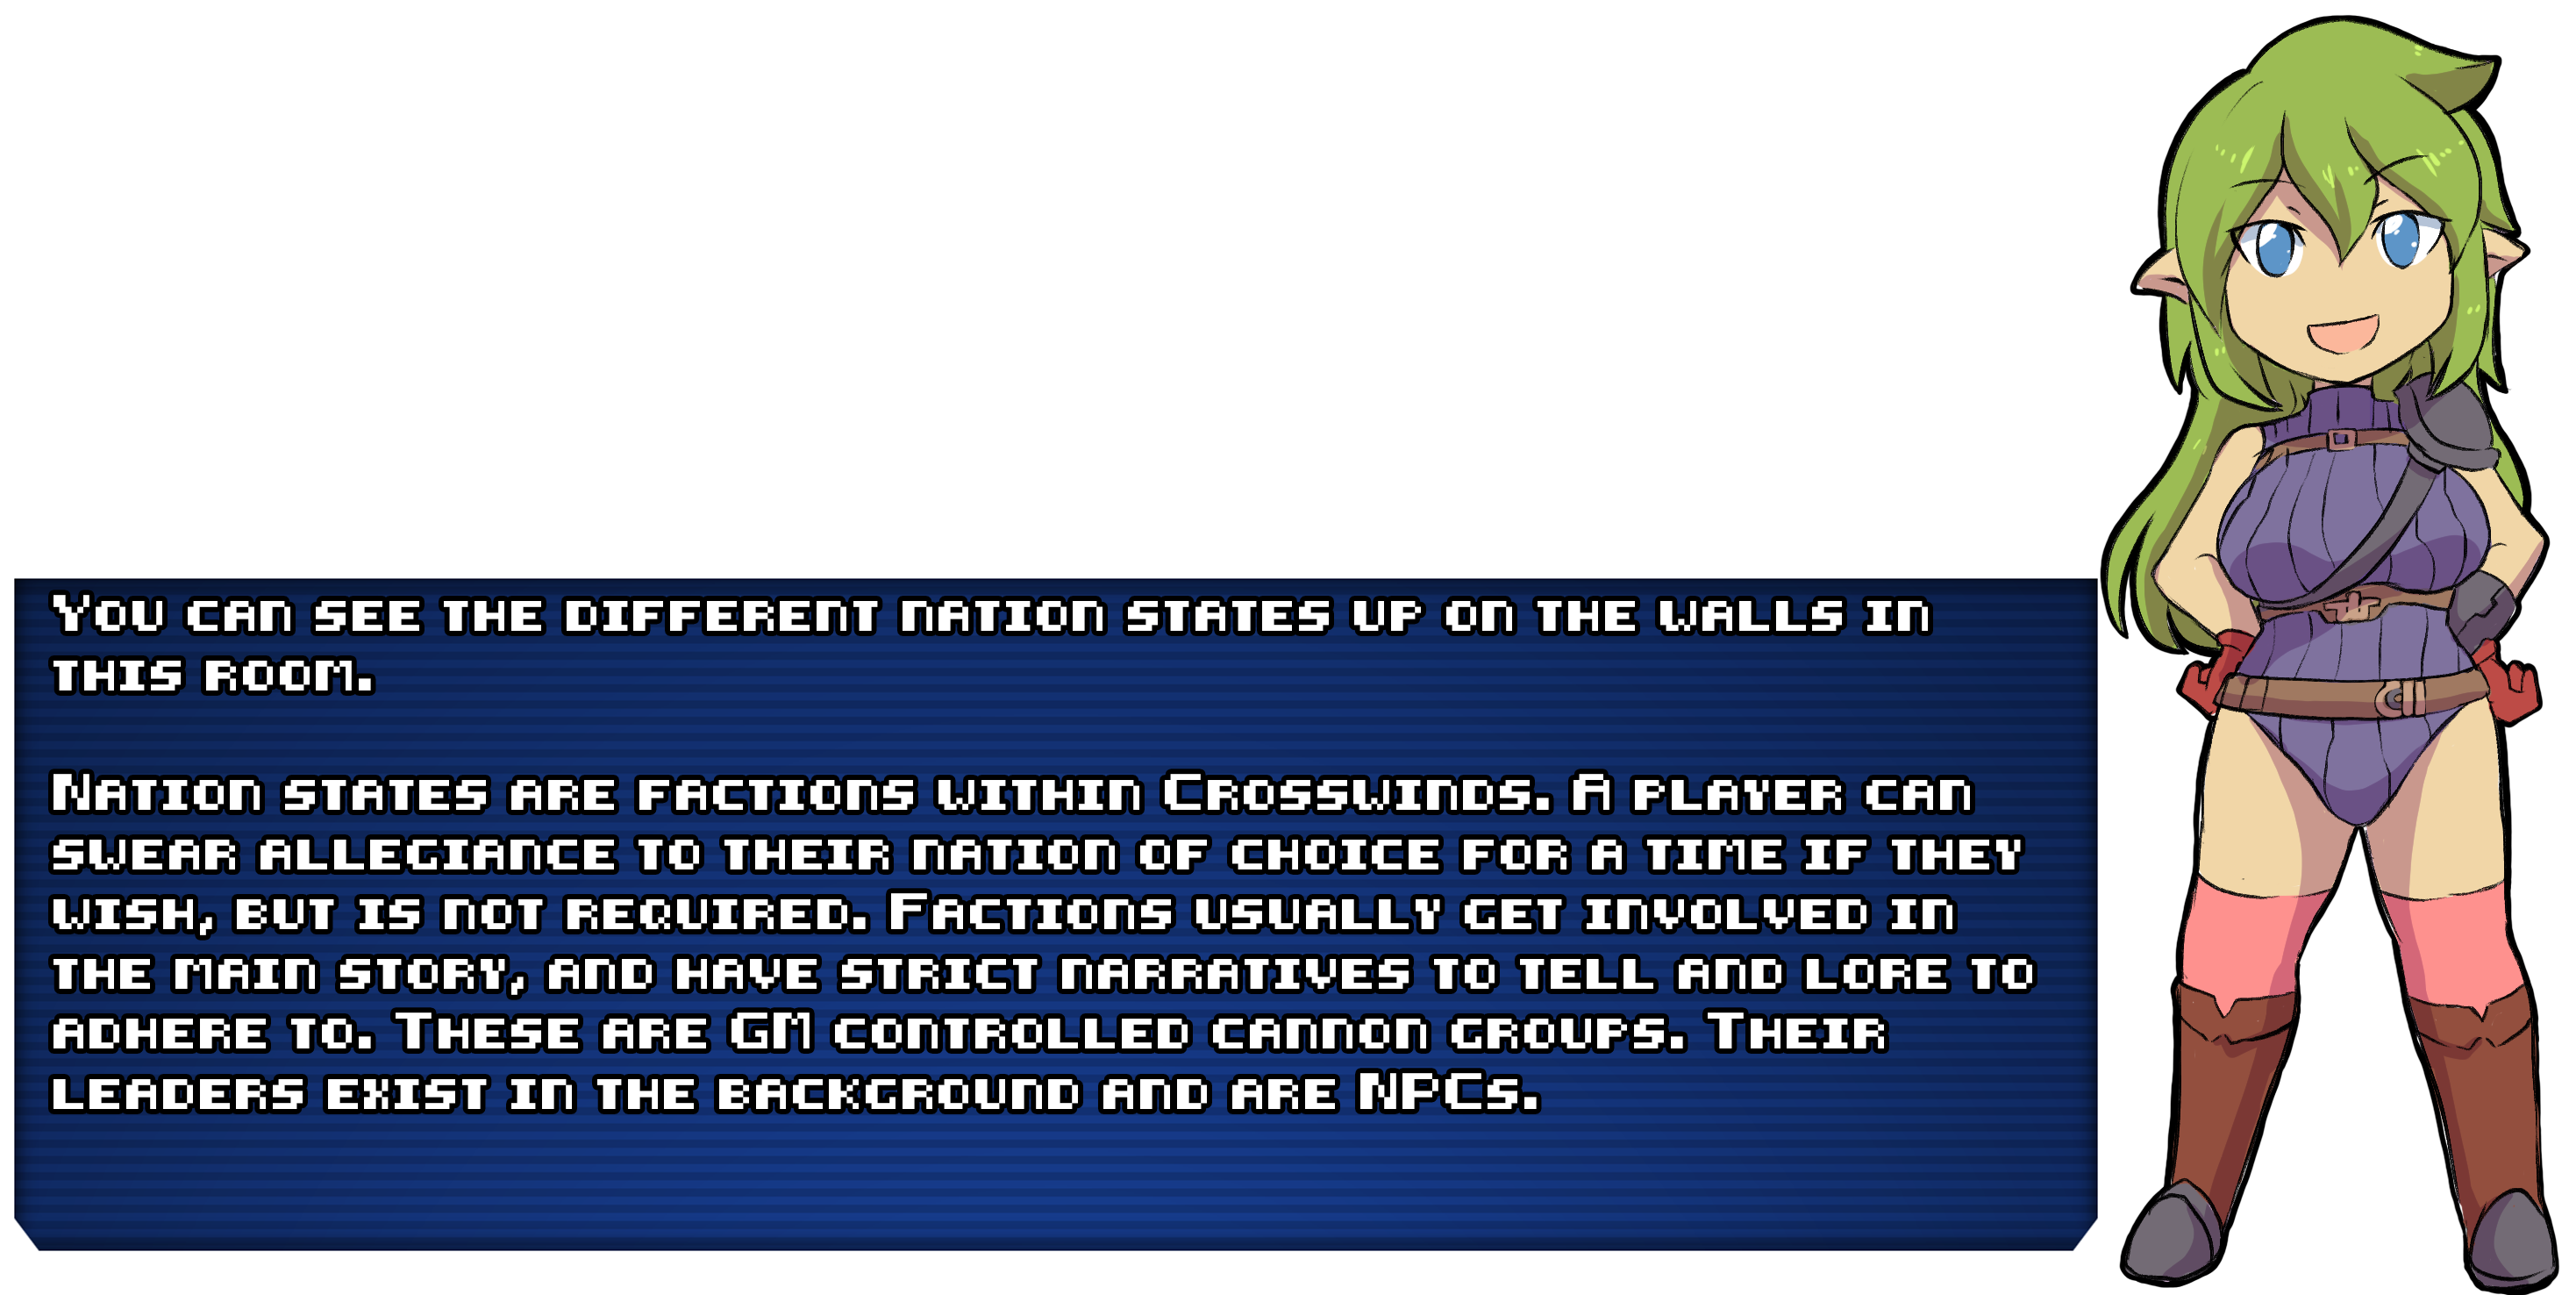 You can see the different nation states up on the walls in
this room.
Nation states are factions within Crosswinds. A player can
swear allegiance to their nation of choice for a time if they
wish, but is not required. Factions usually get involved in
the main story, and have strict narratives to tell and lore to
adhere to. These are GM controlled cannon groups. Their
leaders exist in the background and are NPCs.